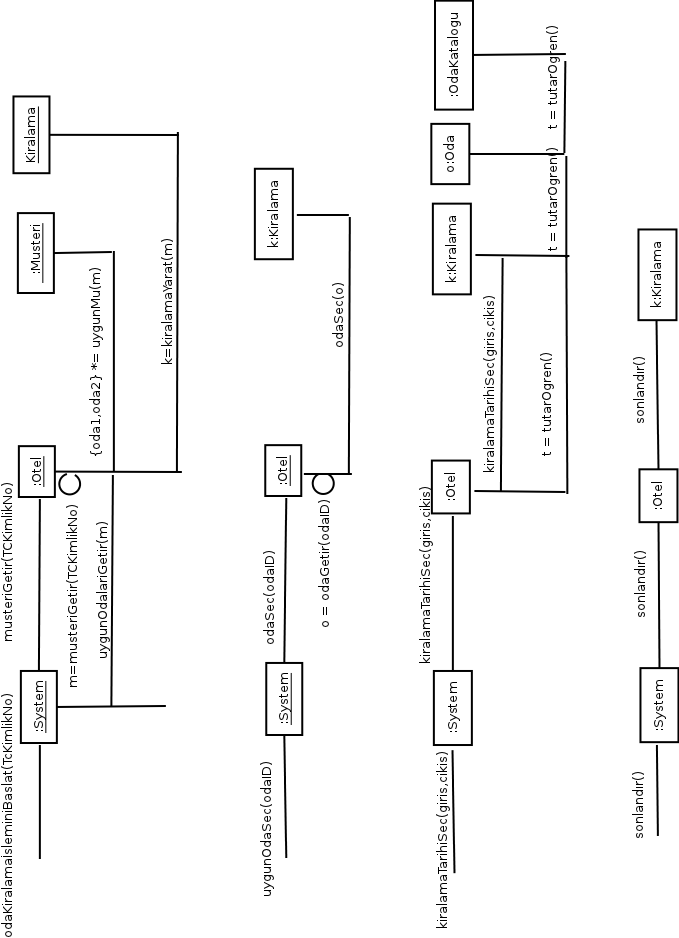 odaKiralamaisleminiBaslat(TcKimlikNo)
:System
musteriGetir(TCKimlikNo)
m=musteriGetir(TCKimlikNo)
uygunOdalariGetir(m)
:Otel
{oda1,oda2} *= uygunMu(m)
k=kiralamaYarat(m)
:Musteri
Kiralama
uygunOdaSec(odaID)
:System
odaSec(odaID)
o = odaGetir(odaID)
:Otel
odaSec(o)
k:Kiralama
kiralamaTarihiSec(giris,cikis)
:System
kiralamaTarihiSec(giris,cikis)
:Otel
kiralamaTarihiSec(giris,cikis)
t = tutarOgren()
k:Kiralama
t = tutarOgren()
o:Oda
t = tutarOgren()
:OdaKatalogu
sonlandir()
:System
sonlandir()
:Otel
sonlandir()
k:Kiralama